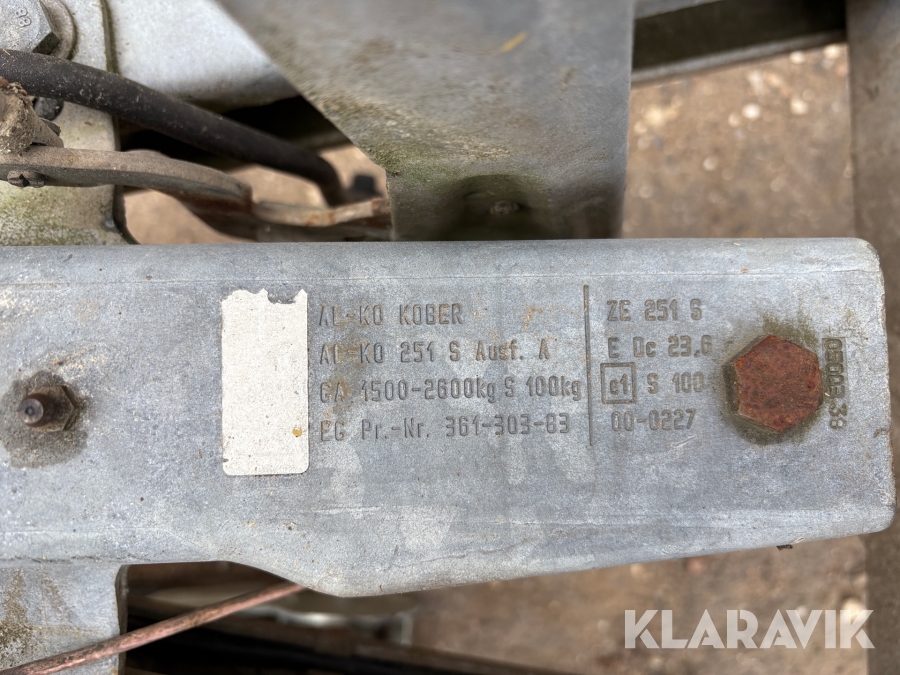 AL-KO KOBER
AL-KO 251 S Ausf. A
GA 1500-2600kg S 100kg
EG Pr.-Nr. 361-303-83
ZE 251 S
E Dc 23,6
e1 S 100
00-0227
KLARAVIK